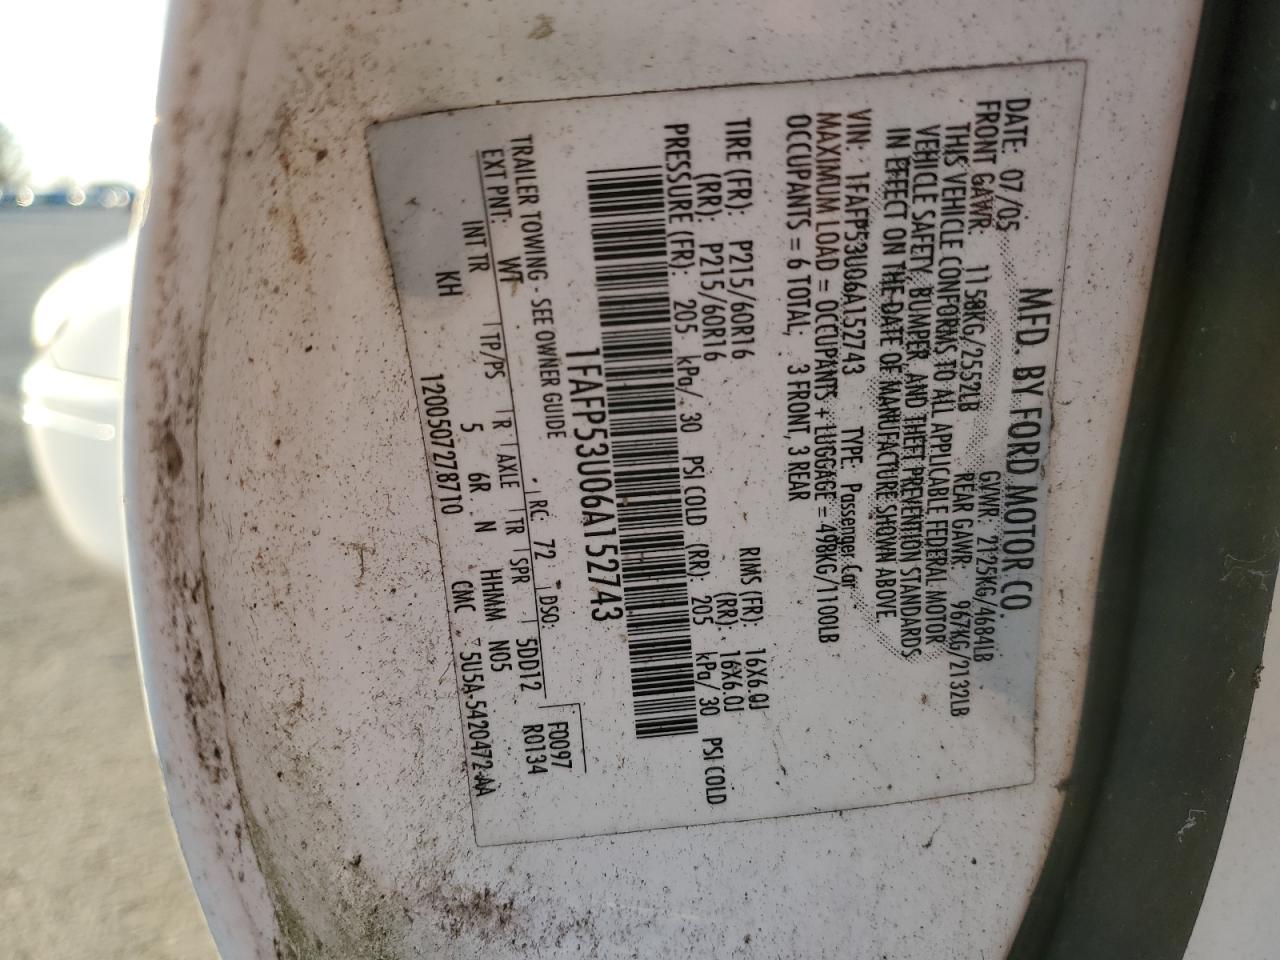 MFD. BY FORD MOTOR CO.
DATE: 07/05 GVWR: 2125KG/4684LB
FRONT GAWR: 1158KG/2552LB REAR GAWR: 967KG/2132LB
THIS VEHICLE CONFORMS TO ALL APPLICABLE FEDERAL MOTOR
VEHICLE SAFETY, BUMPER, AND THEFT PREVENTION STANDARDS
IN EFFECT ON THE DATE OF MANUFACTURE SHOWN ABOVE.
VIN: 1FAFP53U06A152743 TYPE: Passenger Car
MAXIMUM LOAD = OCCUPANTS + LUGGAGE = 498KG/1100LB
OCCUPANTS = 6 TOTAL; 3 FRONT, 3 REAR
TIRE (FR): P215/60R16 RIMS (FR): 16X6.0J
(RR): P215/60R16 (RR): 16X6.0J
PRESSURE (FR): 205 kPa/ 30 PSI COLD (RR): 205 kPa/ 30 PSI COLD
1FAFP53U06A152743
TRAILER TOWING - SEE OWNER GUIDE F0097
EXT PNT: WT RC: 72 DSO: R0134
INT TR TP/PS R AXLE TR SPR 5DD12
KH 5 6R N HHMM N05
1200507278710 CMC 5U5A-5420472-AA